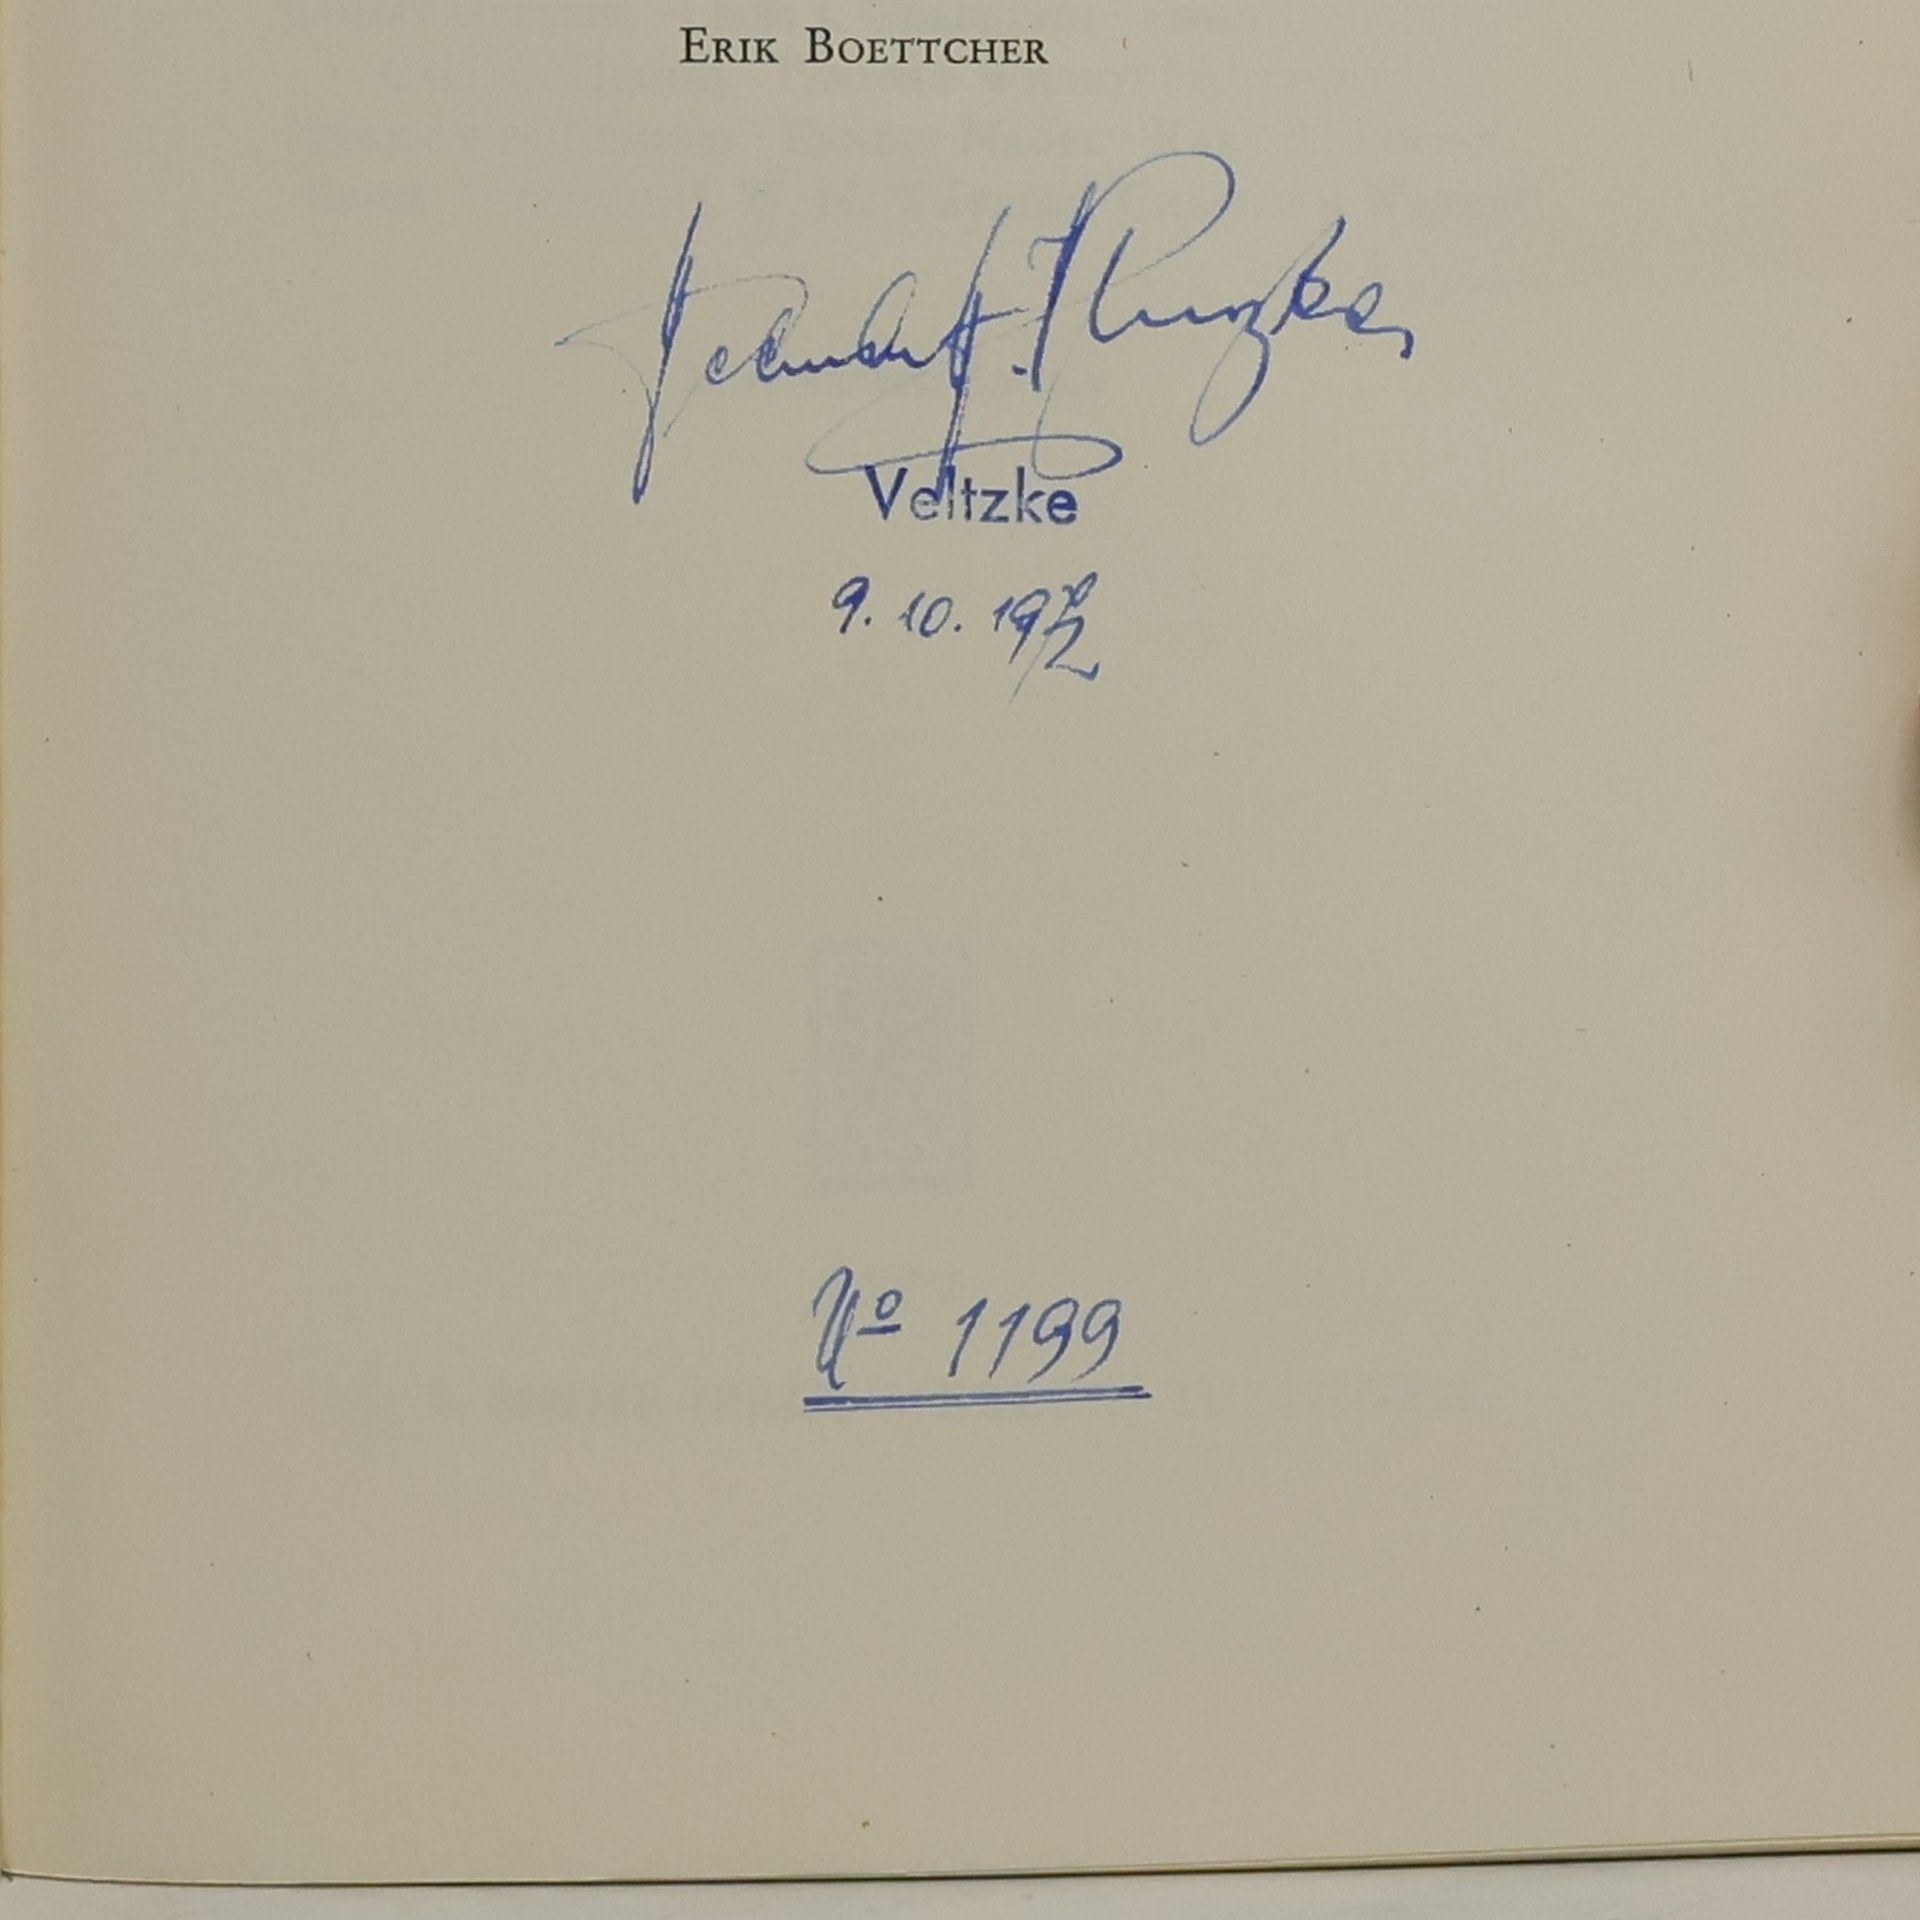 ERIK BOETTCHER
Veltzke
9. 10. 1972
Nº 1199